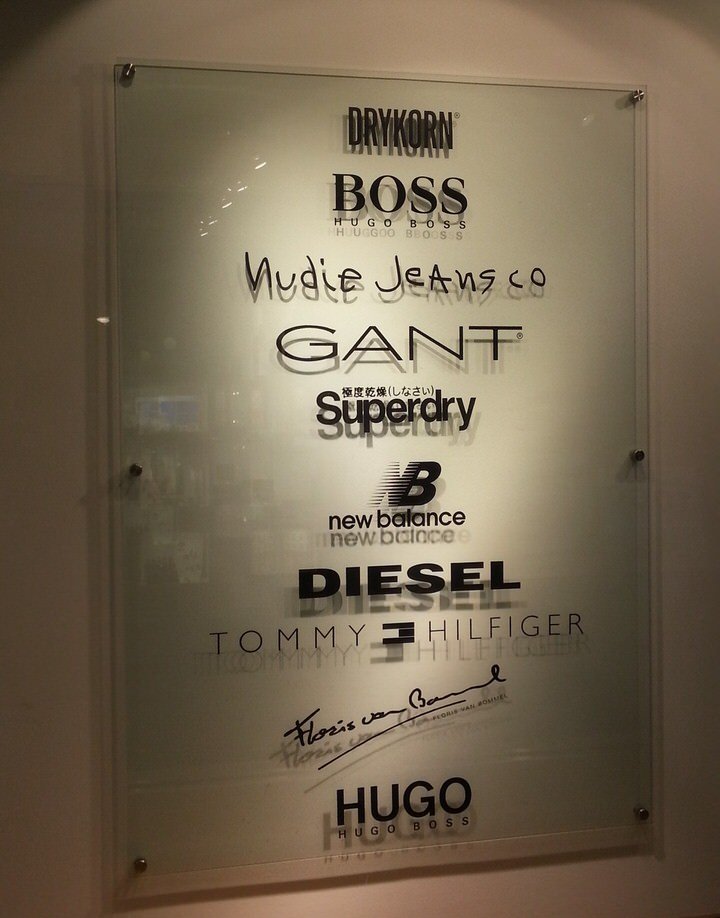 DRYKORN®
BOSS
HUGO BOSS
Nudie Jeans co
GANT®
極度乾燥(しなさい)
Superdry
NB
new balance
DIESEL
TOMMY HILFIGER
Floris van Bommel
FLORIS VAN BOMMEL
HUGO
HUGO BOSS